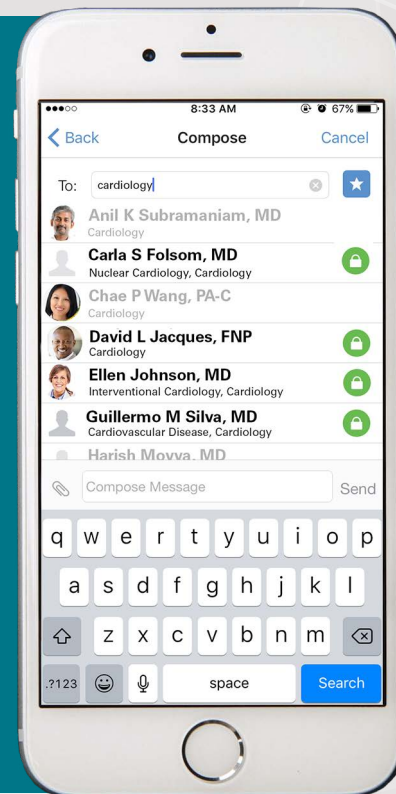 8:33 AM 67%
Back Compose Cancel
To: cardiology
Anil K Subramaniam, MD
Cardiology
Carla S Folsom, MD
Nuclear Cardiology, Cardiology
Chae P Wang, PA-C
Cardiology
David L Jacques, FNP
Cardiology
Ellen Johnson, MD
Interventional Cardiology, Cardiology
Guillermo M Silva, MD
Cardiovascular Disease, Cardiology
Harish Movva, MD
Compose Message Send
q w e r t y u i o p
a s d f g h j k l
z x c v b n m
.?123 space Search